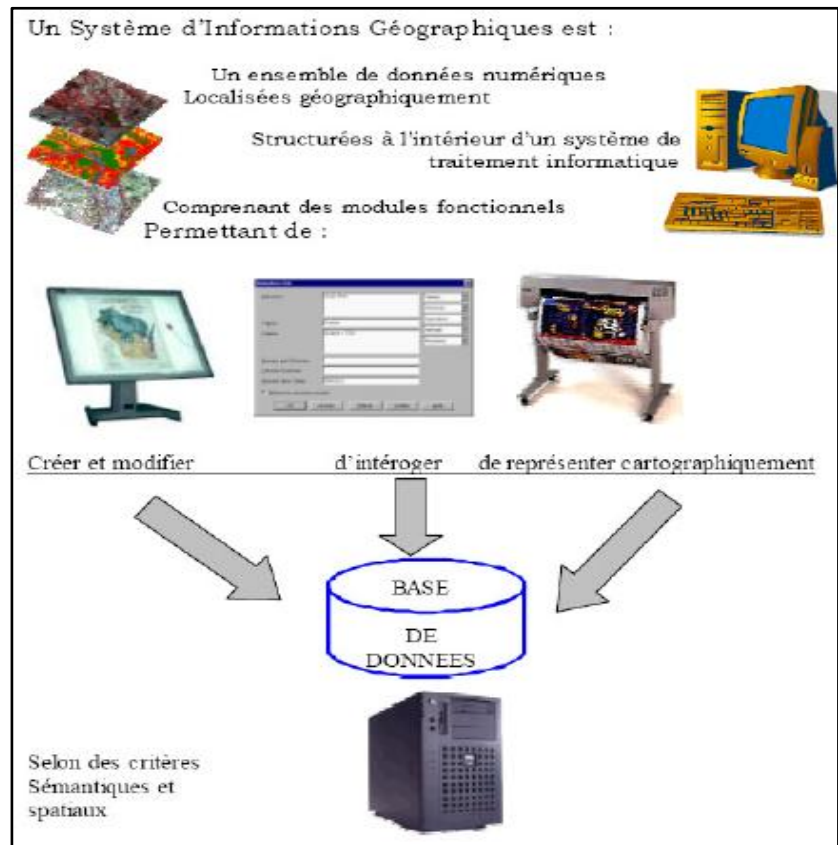 Un Système d'Informations Géographiques est :
Un ensemble de données numériques
Localisées géographiquement
Structurées à l'intérieur d'un système de
traitement informatique
Comprenant des modules fonctionnels
Permettant de :
Créer et modifier
d'intéroger
de représenter cartographiquement
BASE
DE
DONNEES
Selon des critères
Sémantiques et
spatiaux